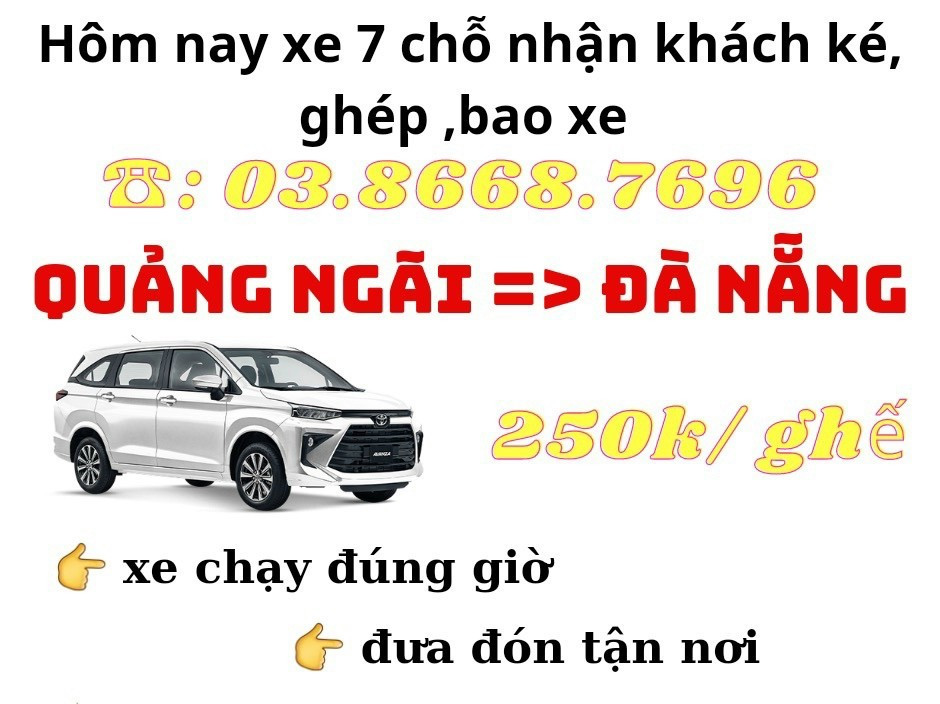 Hôm nay xe 7 chỗ nhận khách ké,
ghép ,bao xe
☎: 03.8668.7696
QUẢNG NGÃI => ĐÀ NẴNG
250k/ ghế
👉 xe chạy đúng giờ
👉 đưa đón tận nơi